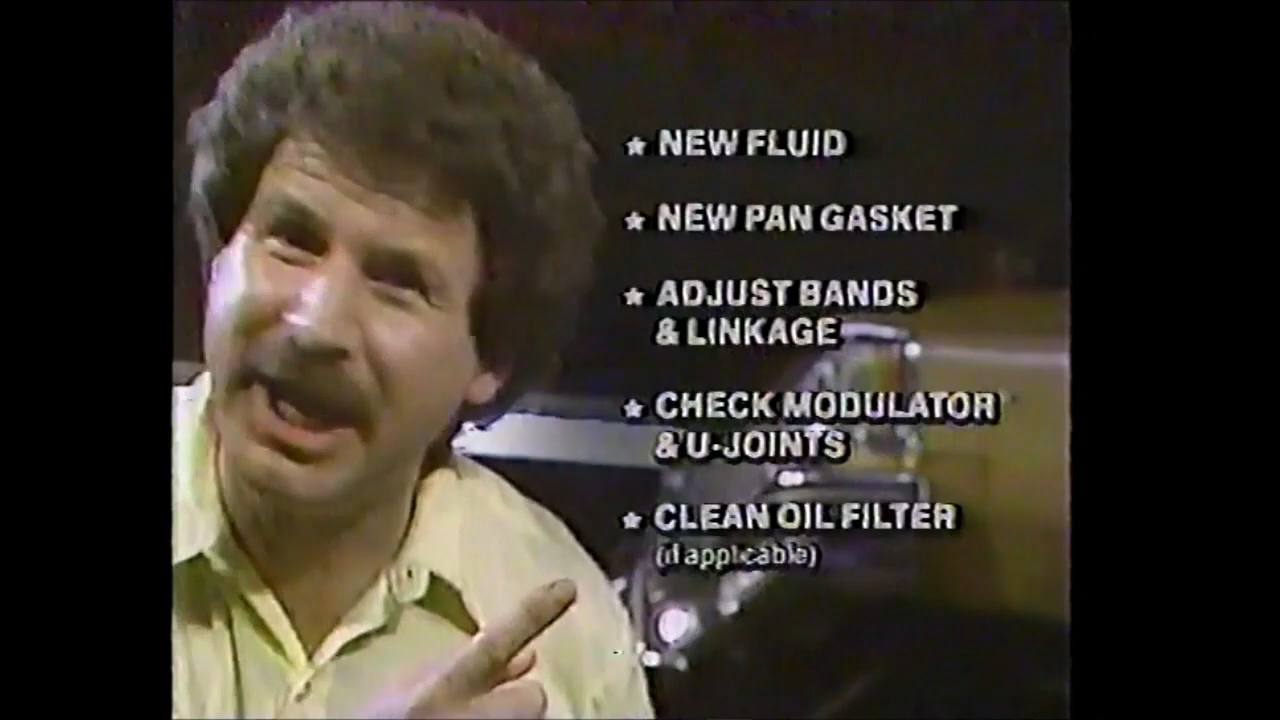 ★ NEW FLUID
★ NEW PAN GASKET
★ ADJUST BANDS
& LINKAGE
★ CHECK MODULATOR
& U-JOINTS
★ CLEAN OIL FILTER
(if applicable)